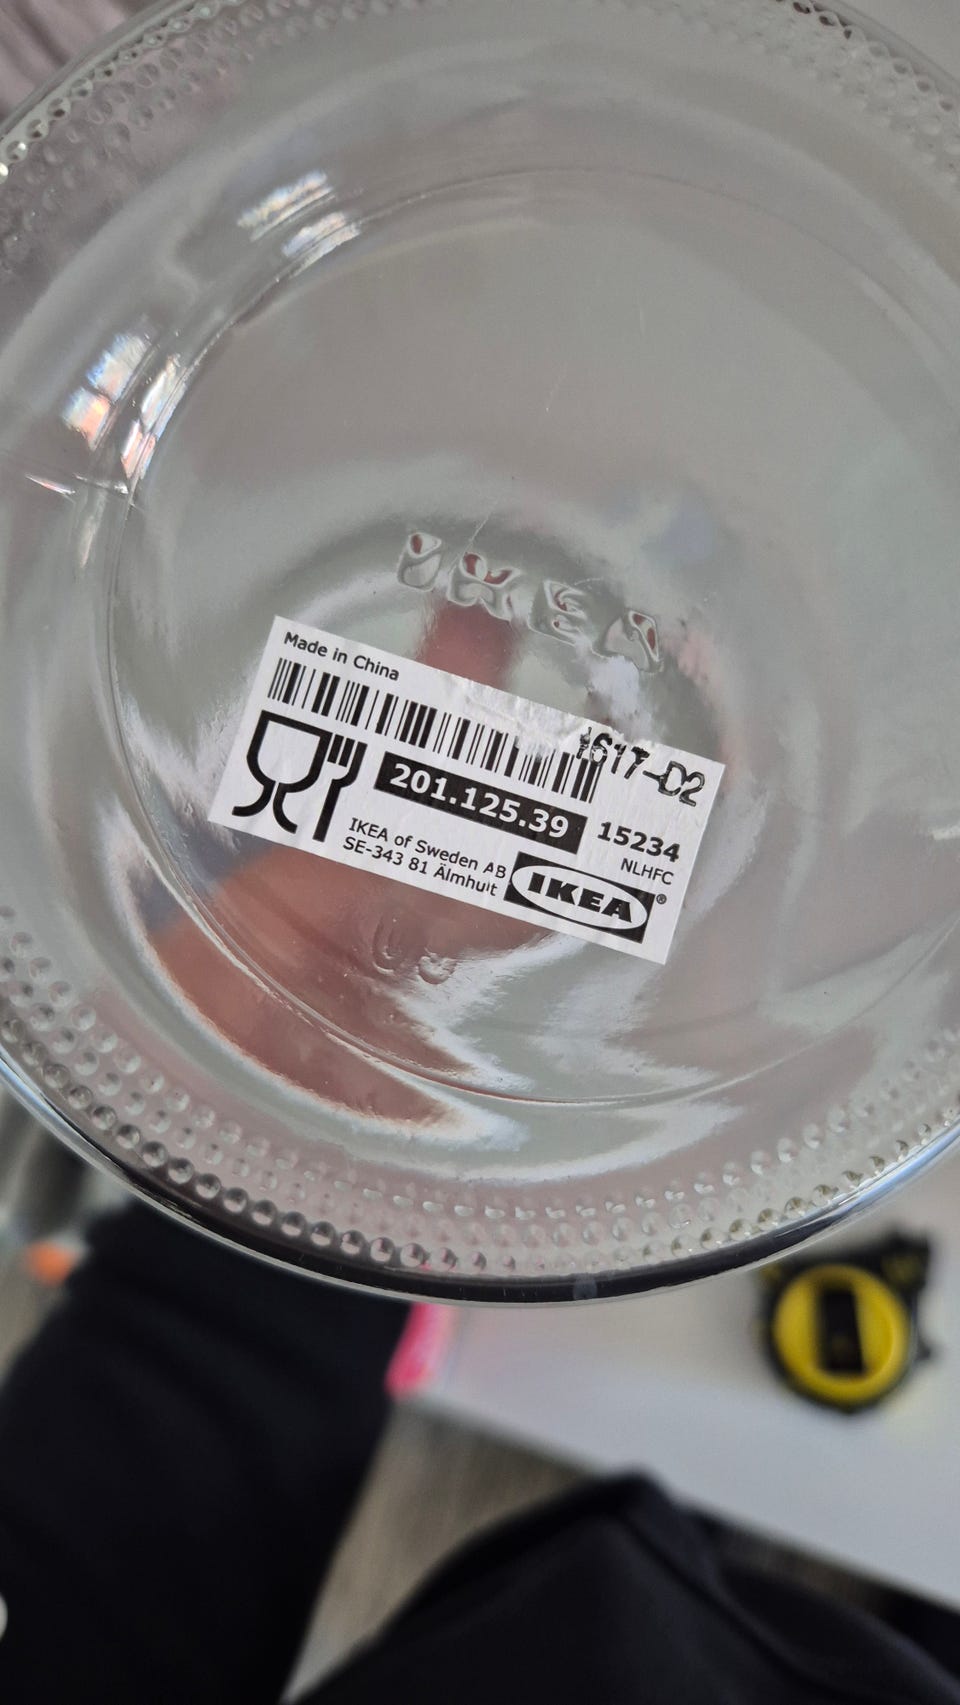 IKEA
Made in China
1617-D2
201.125.39
15234
NLHFC
IKEA of Sweden AB
SE-343 81 Älmhult
IKEA®